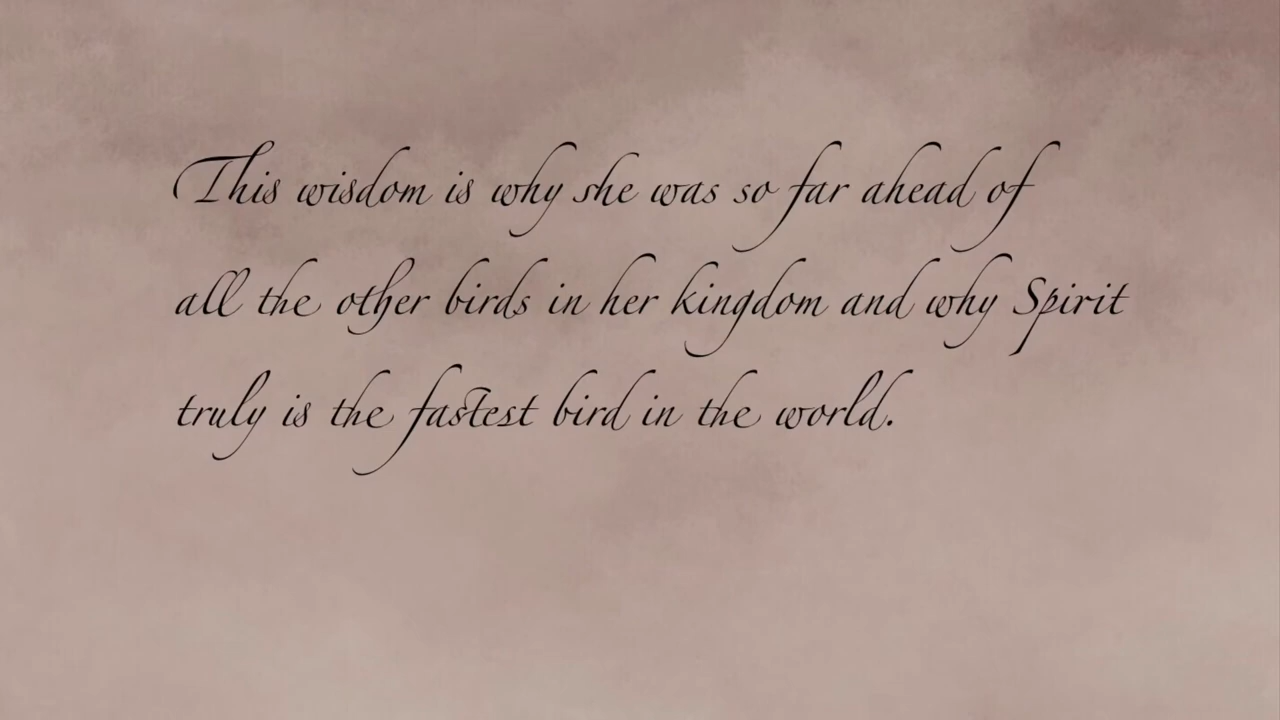 This wisdom is why she was so far ahead of
all the other birds in her kingdom and why Spirit
truly is the fastest bird in the world.